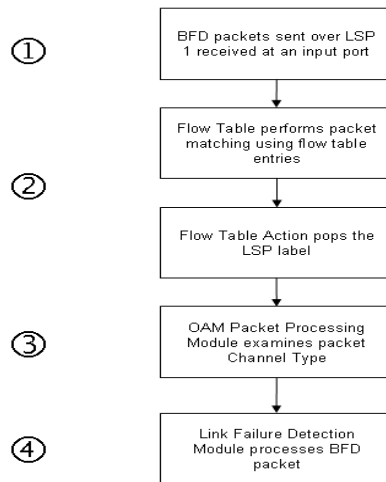 ①
BFD packets sent over LSP
1 received at an input port
②
Flow Table performs packet
matching using flow table
entries
Flow Table Action pops the
LSP label
③
OAM Packet Processing
Module examines packet
Channel Type
④
Link Failure Detection
Module processes BFD
packet